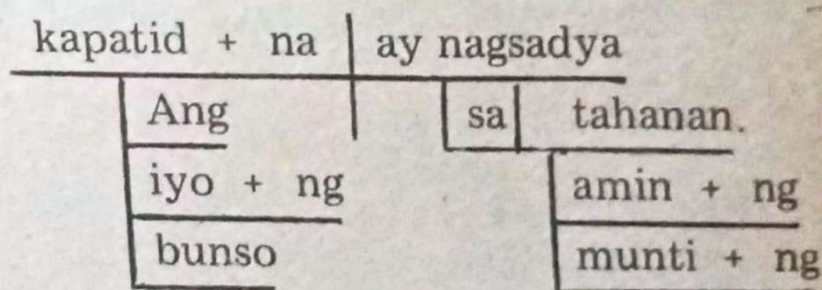 kapatid + na ay nagsadya
Ang sa tahanan.
iyo + ng amin + ng
bunso munti + ng